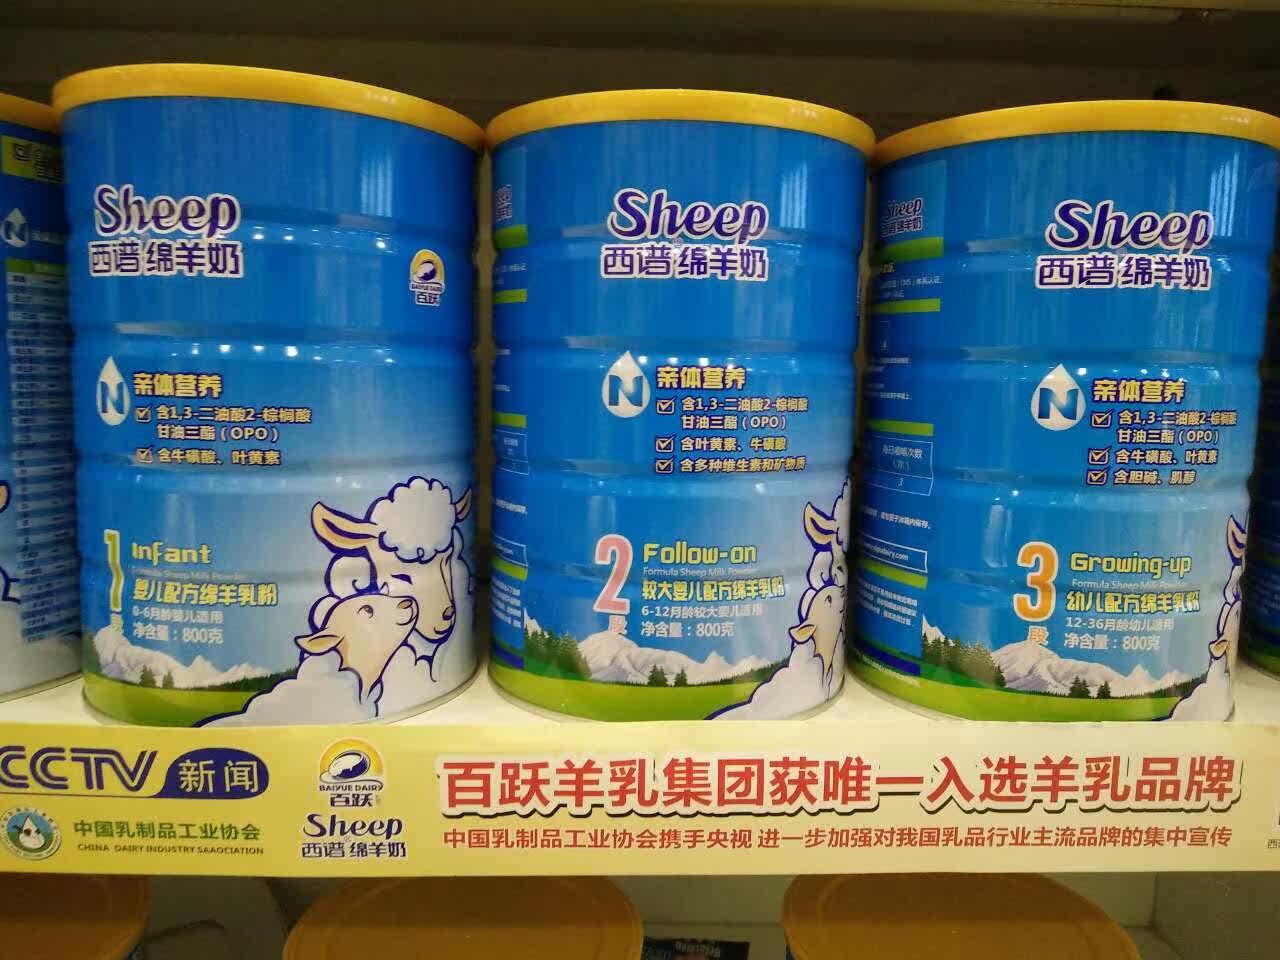 Sheep
西谱 绵羊奶
BAIYUE DAIRY
百跃
N
亲体营养
含1,3-二油酸2-棕榈酸
甘油三酯(OPO)
含牛磺酸、叶黄素
1
段
Infant
Formula Sheep Milk Powder
婴儿配方绵羊乳粉
0-6月龄婴儿适用
净含量:800克
Sheep
西谱 绵羊奶
N
亲体营养
含1,3-二油酸2-棕榈酸
甘油三酯(OPO)
含叶黄素、牛磺酸
含多种维生素和矿物质
2
段
Follow-on
Formula Sheep Milk Powder
较大婴儿配方绵羊乳粉
6-12月龄较大婴儿适用
净含量:800克
Sheep
每日喂哺次数
(次)
3
Sheep
西谱 绵羊奶
N
亲体营养
含1,3-二油酸2-棕榈酸
甘油三酯(OPO)
含牛磺酸、叶黄素
含胆碱、肌醇
3
段
Growing-up
Formula Sheep Milk Powder
幼儿配方绵羊乳粉
12-36月龄幼儿适用
净含量:800克
CCTV 新闻
中国乳制品工业协会
CHINA DAIRY INDUSTRY SAAOCIATION
BAIYUE DAIRY
百跃
Sheep
西谱 绵羊奶
百跃羊乳集团获唯一入选羊乳品牌
中国乳制品工业协会携手央视 进一步加强对我国乳品行业主流品牌的集中宣传